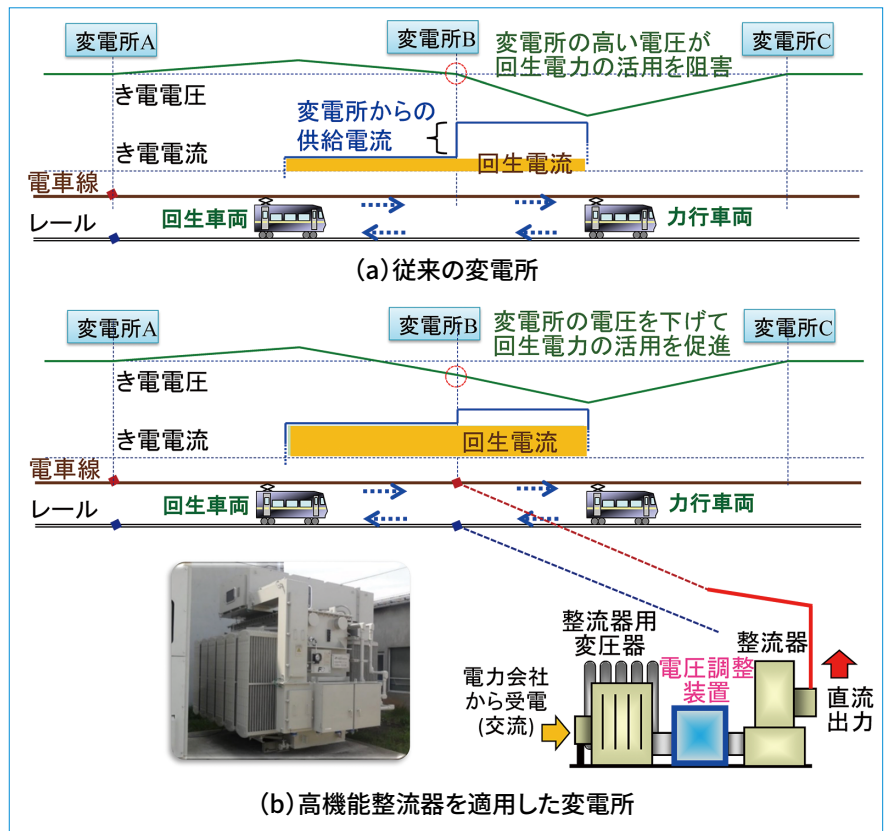 変電所A
変電所B
変電所C
変電所の高い電圧が
回生電力の活用を阻害
き電電圧
変電所からの
供給電流
き電電流
回生電流
電車線
レール
回生車両
力行車両
(a)従来の変電所
変電所A
変電所B
変電所C
変電所の電圧を下げて
回生電力の活用を促進
き電電圧
き電電流
回生電流
電車線
レール
回生車両
力行車両
整流器用
変圧器
整流器
電圧調整
装置
電力会社
から受電
(交流)
直流
出力
(b)高機能整流器を適用した変電所